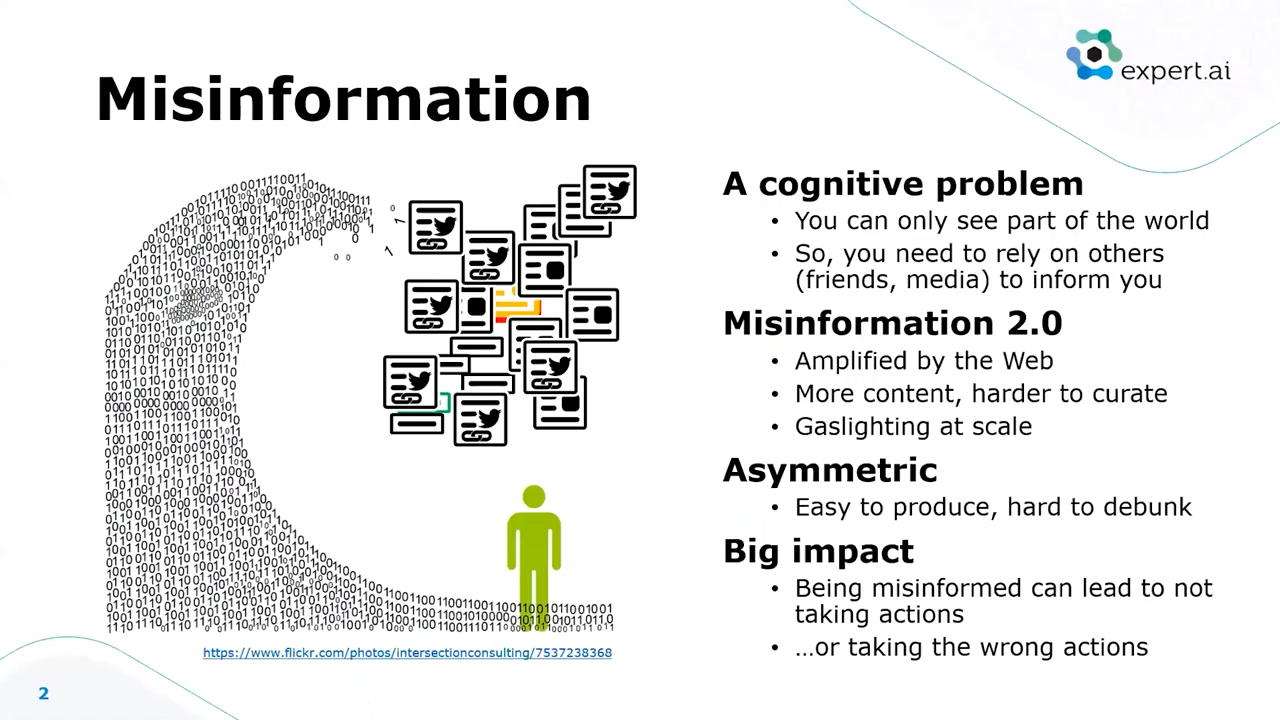 expert.ai
Misinformation
A cognitive problem
• You can only see part of the world
• So, you need to rely on others
(friends, media) to inform you
Misinformation 2.0
• Amplified by the Web
• More content, harder to curate
• Gaslighting at scale
Asymmetric
• Easy to produce, hard to debunk
Big impact
• Being misinformed can lead to not
taking actions
• …or taking the wrong actions
https://www.flickr.com/photos/intersectionconsulting/7537238368
2